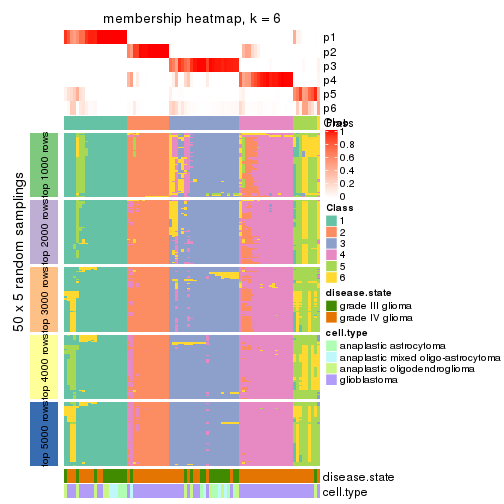 membership heatmap, k = 6
p1
p2
p3
p4
p5
p6
Class
Prob
1
0.8
0.6
0.4
0.2
0
Class
1
2
3
4
5
6
disease.state
grade III glioma
grade IV glioma
cell.type
anaplastic astrocytoma
anaplastic mixed oligo-astrocytoma
anaplastic oligodendroglioma
glioblastoma
50 x 5 random samplings
top 1000 rows
top 2000 rows
top 3000 rows
top 4000 rows
top 5000 rows
disease.state
cell.type